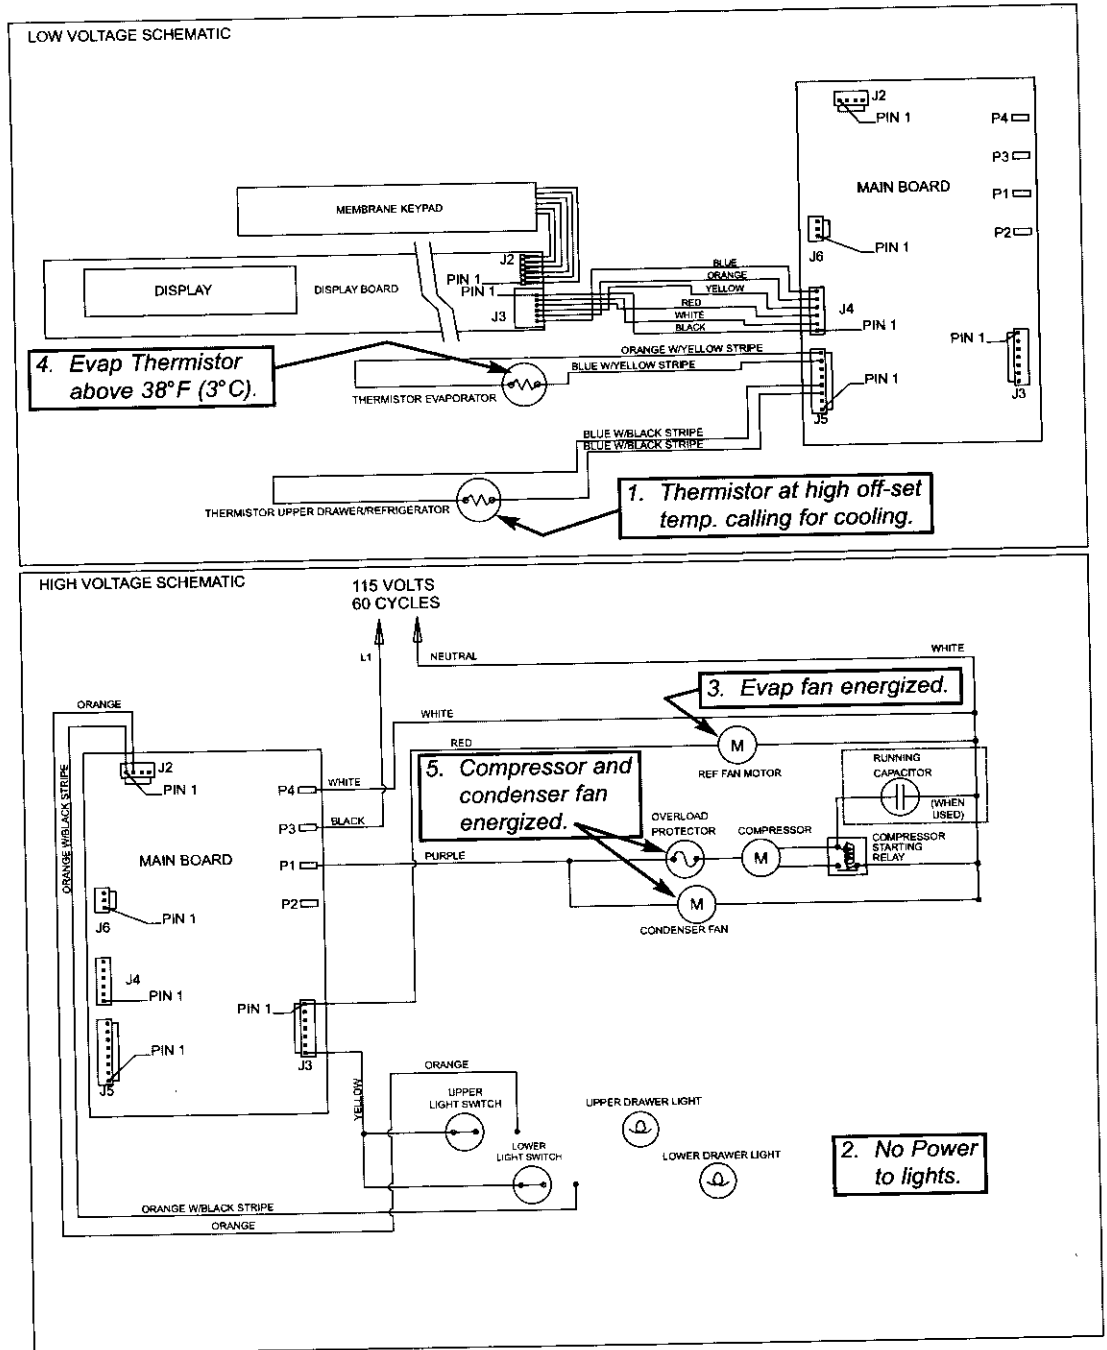 LOW VOLTAGE SCHEMATIC
J2
PIN 1
P4
P3
MAIN BOARD
P1
P2
J6
PIN 1
MEMBRANE KEYPAD
J2
PIN 1
PIN 1
DISPLAY
DISPLAY BOARD
J3
BLUE
ORANGE
YELLOW
RED
WHITE
BLACK
J4
PIN 1
PIN 1
J3
ORANGE W/YELLOW STRIPE
BLUE W/YELLOW STRIPE
PIN 1
J5
4. Evap Thermistor
above 38°F (3°C).
THERMISTOR EVAPORATOR
BLUE W/BLACK STRIPE
BLUE W/BLACK STRIPE
THERMISTOR UPPER DRAWER/REFRIGERATOR
1. Thermistor at high off-set
temp. calling for cooling.
HIGH VOLTAGE SCHEMATIC
115 VOLTS
60 CYCLES
L1
NEUTRAL
WHITE
3. Evap fan energized.
ORANGE
WHITE
RED
M
REF FAN MOTOR
ORANGE W/BLACK STRIPE
J2
PIN 1
P4
WHITE
P3
BLACK
5. Compressor and
condenser fan
energized.
RUNNING
CAPACITOR
(WHEN
USED)
OVERLOAD
PROTECTOR
COMPRESSOR
M
COMPRESSOR
STARTING
RELAY
MAIN BOARD
P1
PURPLE
P2
M
CONDENSER FAN
J6
PIN 1
J4
PIN 1
PIN 1
J3
J5
PIN 1
YELLOW
ORANGE
UPPER
LIGHT SWITCH
UPPER DRAWER LIGHT
LOWER
LIGHT SWITCH
LOWER DRAWER LIGHT
2. No Power
to lights.
ORANGE W/BLACK STRIPE
ORANGE